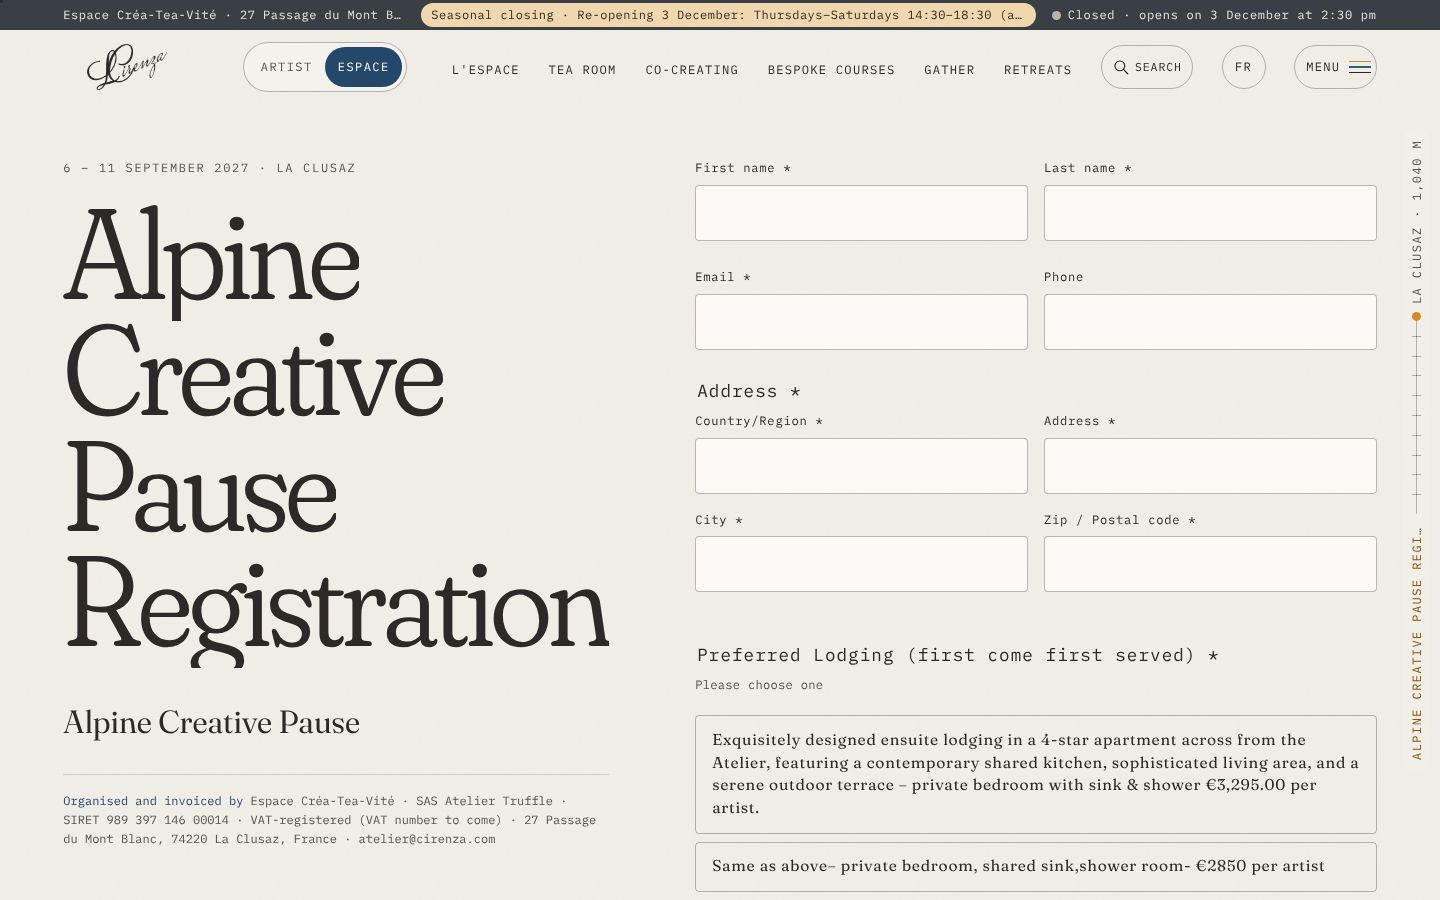 Espace Créa-Tea-Vité · 27 Passage du Mont B…
Seasonal closing · Re-opening 3 December: Thursdays–Saturdays 14:30–18:30 (a…
Closed · opens on 3 December at 2:30 pm
Cirenza
ARTIST
ESPACE
L'ESPACE
TEA ROOM
CO-CREATING
BESPOKE COURSES
GATHER
RETREATS
SEARCH
FR
MENU
6 – 11 SEPTEMBER 2027 · LA CLUSAZ
Alpine
Creative
Pause
Registration
Alpine Creative Pause
Organised and invoiced by Espace Créa-Tea-Vité · SAS Atelier Truffle ·
SIRET 989 397 146 00014 · VAT-registered (VAT number to come) · 27 Passage
du Mont Blanc, 74220 La Clusaz, France · atelier@cirenza.com
First name *
Last name *
Email *
Phone
Address *
Country/Region *
Address *
City *
Zip / Postal code *
Preferred Lodging (first come first served) *
Please choose one
Exquisitely designed ensuite lodging in a 4-star apartment across from the
Atelier, featuring a contemporary shared kitchen, sophisticated living area, and a
serene outdoor terrace – private bedroom with sink & shower €3,295.00 per
artist.
Same as above– private bedroom, shared sink,shower room- €2850 per artist
LA CLUSAZ · 1,040 M
ALPINE CREATIVE PAUSE REGI…